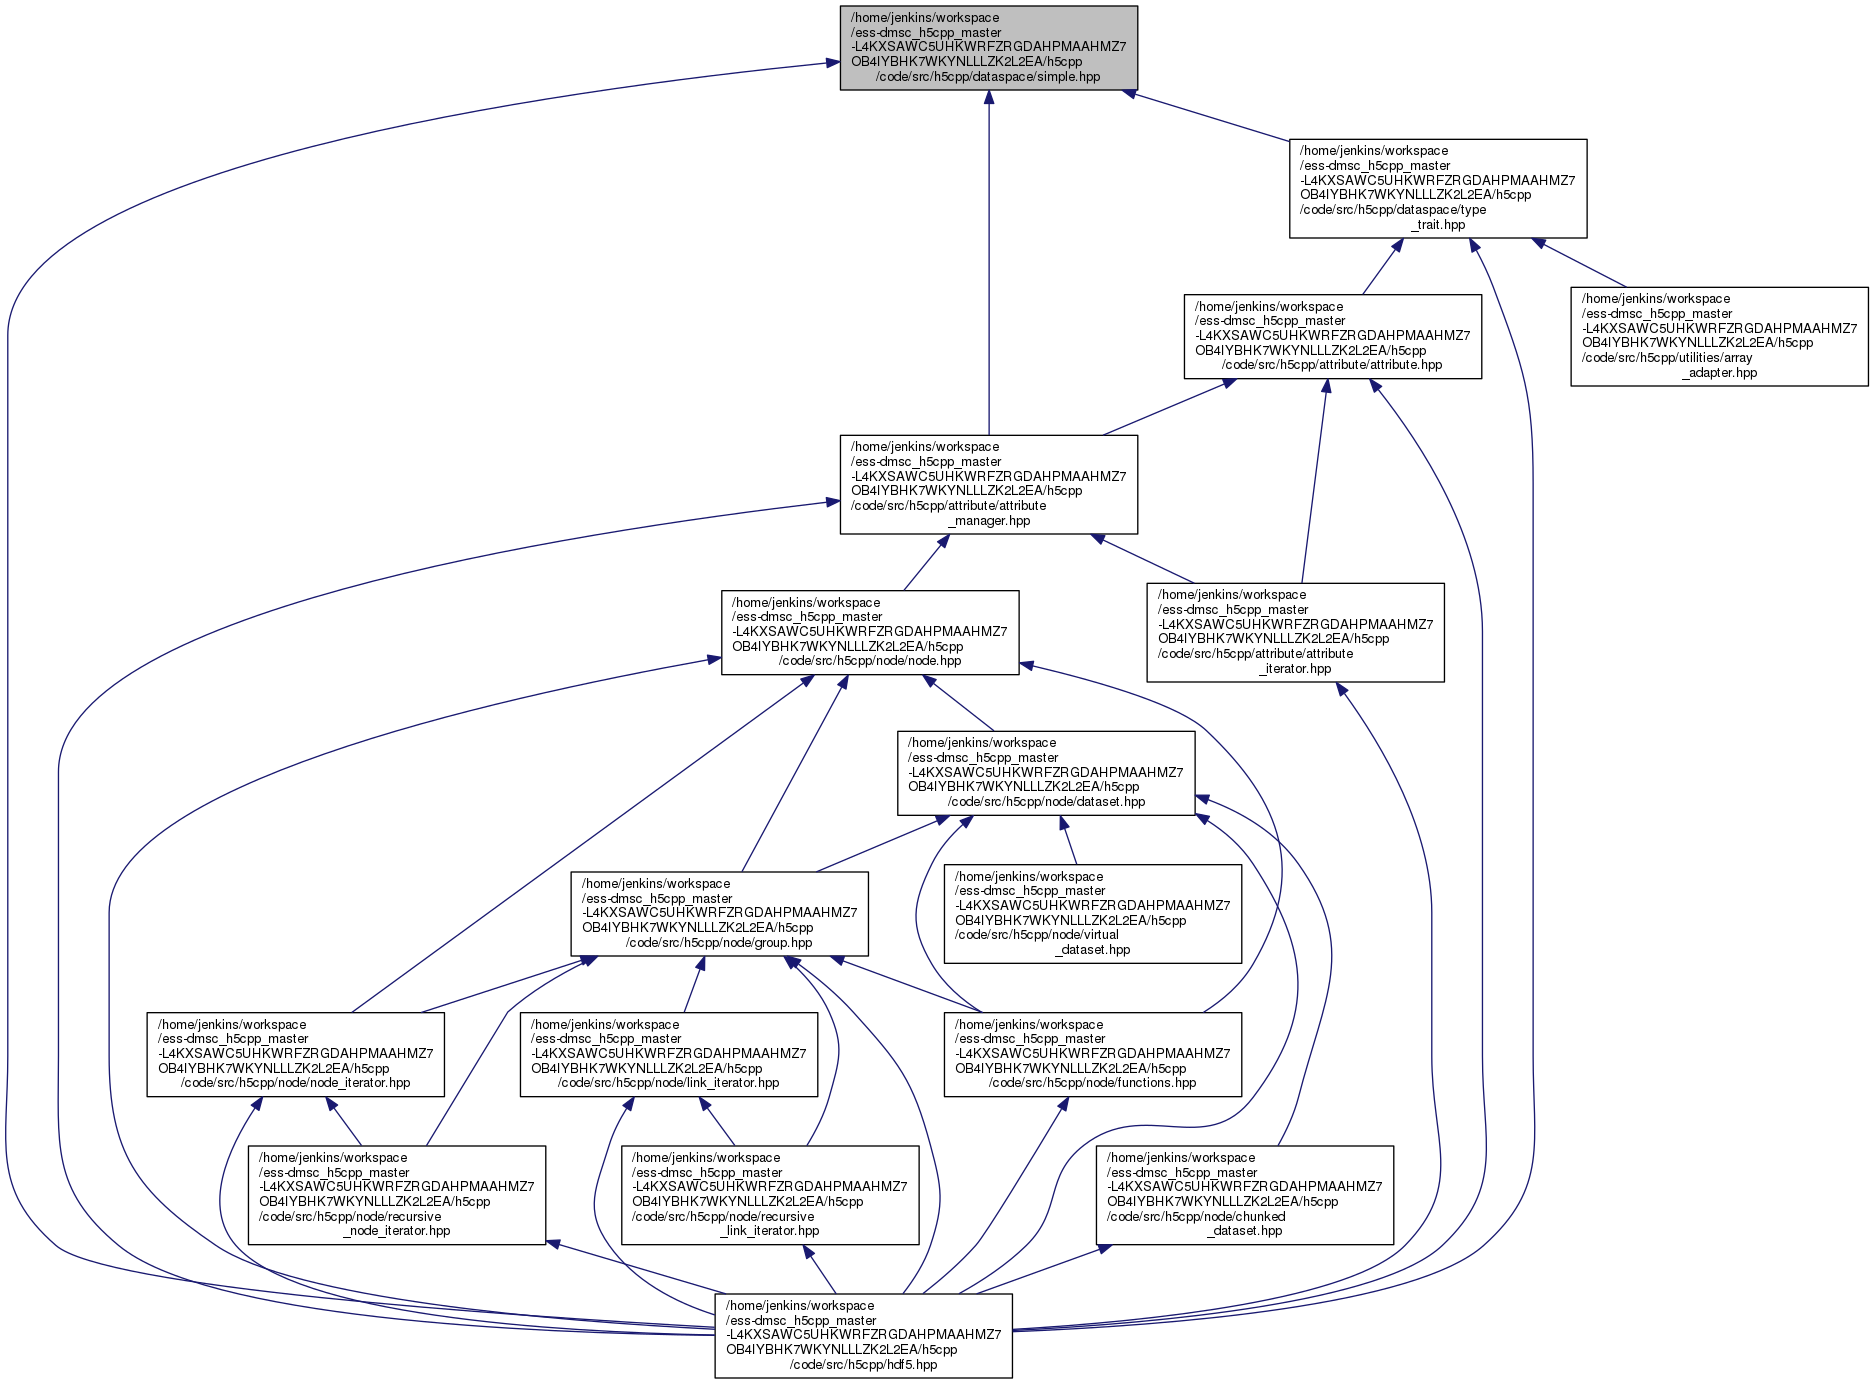 /home/jenkins/workspace
/ess-dmsc_h5cpp_master
-L4KXSAWC5UHKWRFZRGDAHPMAAHMZ7
OB4IYBHK7WKYNLLLZK2L2EA/h5cpp
/code/src/h5cpp/dataspace/simple.hpp
/home/jenkins/workspace
/ess-dmsc_h5cpp_master
-L4KXSAWC5UHKWRFZRGDAHPMAAHMZ7
OB4IYBHK7WKYNLLLZK2L2EA/h5cpp
/code/src/h5cpp/dataspace/type
_trait.hpp
/home/jenkins/workspace
/ess-dmsc_h5cpp_master
-L4KXSAWC5UHKWRFZRGDAHPMAAHMZ7
OB4IYBHK7WKYNLLLZK2L2EA/h5cpp
/code/src/h5cpp/attribute/attribute.hpp
/home/jenkins/workspace
/ess-dmsc_h5cpp_master
-L4KXSAWC5UHKWRFZRGDAHPMAAHMZ7
OB4IYBHK7WKYNLLLZK2L2EA/h5cpp
/code/src/h5cpp/utilities/array
_adapter.hpp
/home/jenkins/workspace
/ess-dmsc_h5cpp_master
-L4KXSAWC5UHKWRFZRGDAHPMAAHMZ7
OB4IYBHK7WKYNLLLZK2L2EA/h5cpp
/code/src/h5cpp/attribute/attribute
_manager.hpp
/home/jenkins/workspace
/ess-dmsc_h5cpp_master
-L4KXSAWC5UHKWRFZRGDAHPMAAHMZ7
OB4IYBHK7WKYNLLLZK2L2EA/h5cpp
/code/src/h5cpp/node/node.hpp
/home/jenkins/workspace
/ess-dmsc_h5cpp_master
-L4KXSAWC5UHKWRFZRGDAHPMAAHMZ7
OB4IYBHK7WKYNLLLZK2L2EA/h5cpp
/code/src/h5cpp/attribute/attribute
_iterator.hpp
/home/jenkins/workspace
/ess-dmsc_h5cpp_master
-L4KXSAWC5UHKWRFZRGDAHPMAAHMZ7
OB4IYBHK7WKYNLLLZK2L2EA/h5cpp
/code/src/h5cpp/node/dataset.hpp
/home/jenkins/workspace
/ess-dmsc_h5cpp_master
-L4KXSAWC5UHKWRFZRGDAHPMAAHMZ7
OB4IYBHK7WKYNLLLZK2L2EA/h5cpp
/code/src/h5cpp/node/group.hpp
/home/jenkins/workspace
/ess-dmsc_h5cpp_master
-L4KXSAWC5UHKWRFZRGDAHPMAAHMZ7
OB4IYBHK7WKYNLLLZK2L2EA/h5cpp
/code/src/h5cpp/node/virtual
_dataset.hpp
/home/jenkins/workspace
/ess-dmsc_h5cpp_master
-L4KXSAWC5UHKWRFZRGDAHPMAAHMZ7
OB4IYBHK7WKYNLLLZK2L2EA/h5cpp
/code/src/h5cpp/node/node_iterator.hpp
/home/jenkins/workspace
/ess-dmsc_h5cpp_master
-L4KXSAWC5UHKWRFZRGDAHPMAAHMZ7
OB4IYBHK7WKYNLLLZK2L2EA/h5cpp
/code/src/h5cpp/node/link_iterator.hpp
/home/jenkins/workspace
/ess-dmsc_h5cpp_master
-L4KXSAWC5UHKWRFZRGDAHPMAAHMZ7
OB4IYBHK7WKYNLLLZK2L2EA/h5cpp
/code/src/h5cpp/node/functions.hpp
/home/jenkins/workspace
/ess-dmsc_h5cpp_master
-L4KXSAWC5UHKWRFZRGDAHPMAAHMZ7
OB4IYBHK7WKYNLLLZK2L2EA/h5cpp
/code/src/h5cpp/node/recursive
_node_iterator.hpp
/home/jenkins/workspace
/ess-dmsc_h5cpp_master
-L4KXSAWC5UHKWRFZRGDAHPMAAHMZ7
OB4IYBHK7WKYNLLLZK2L2EA/h5cpp
/code/src/h5cpp/node/recursive
_link_iterator.hpp
/home/jenkins/workspace
/ess-dmsc_h5cpp_master
-L4KXSAWC5UHKWRFZRGDAHPMAAHMZ7
OB4IYBHK7WKYNLLLZK2L2EA/h5cpp
/code/src/h5cpp/node/chunked
_dataset.hpp
/home/jenkins/workspace
/ess-dmsc_h5cpp_master
-L4KXSAWC5UHKWRFZRGDAHPMAAHMZ7
OB4IYBHK7WKYNLLLZK2L2EA/h5cpp
/code/src/h5cpp/hdf5.hpp